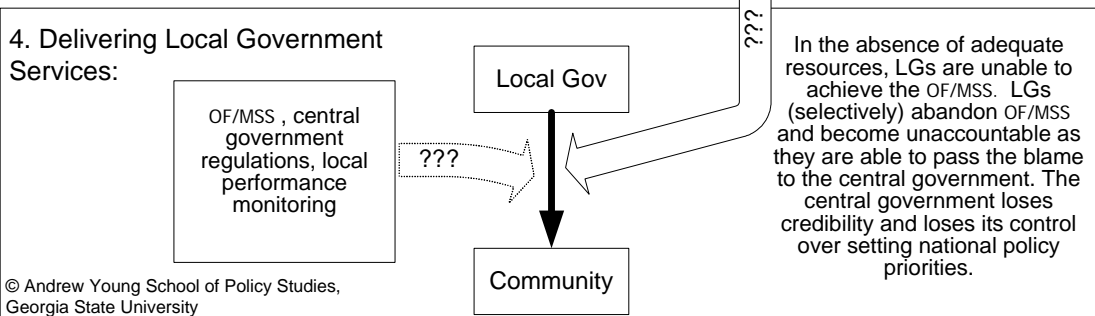 4. Delivering Local Government
Services:
OF/MSS , central
government
regulations, local
performance
monitoring
???
Local Gov
Community
???
In the absence of adequate
resources, LGs are unable to
achieve the OF/MSS. LGs
(selectively) abandon OF/MSS
and become unaccountable as
they are able to pass the blame
to the central government. The
central government loses
credibility and loses its control
over setting national policy
priorities.
© Andrew Young School of Policy Studies,
Georgia State University